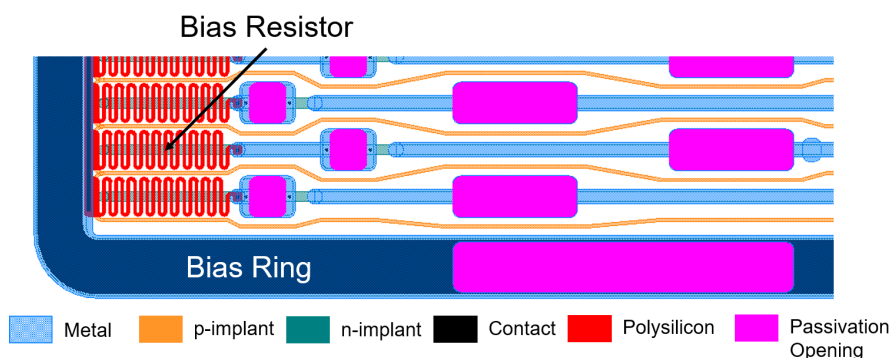 Bias Resistor
Bias Ring
Metal
p-implant
n-implant
Contact
Polysilicon
Passivation
Opening